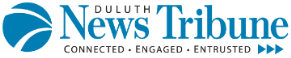 DULUTH
News Tribune
CONNECTED • ENGAGED • ENTRUSTED